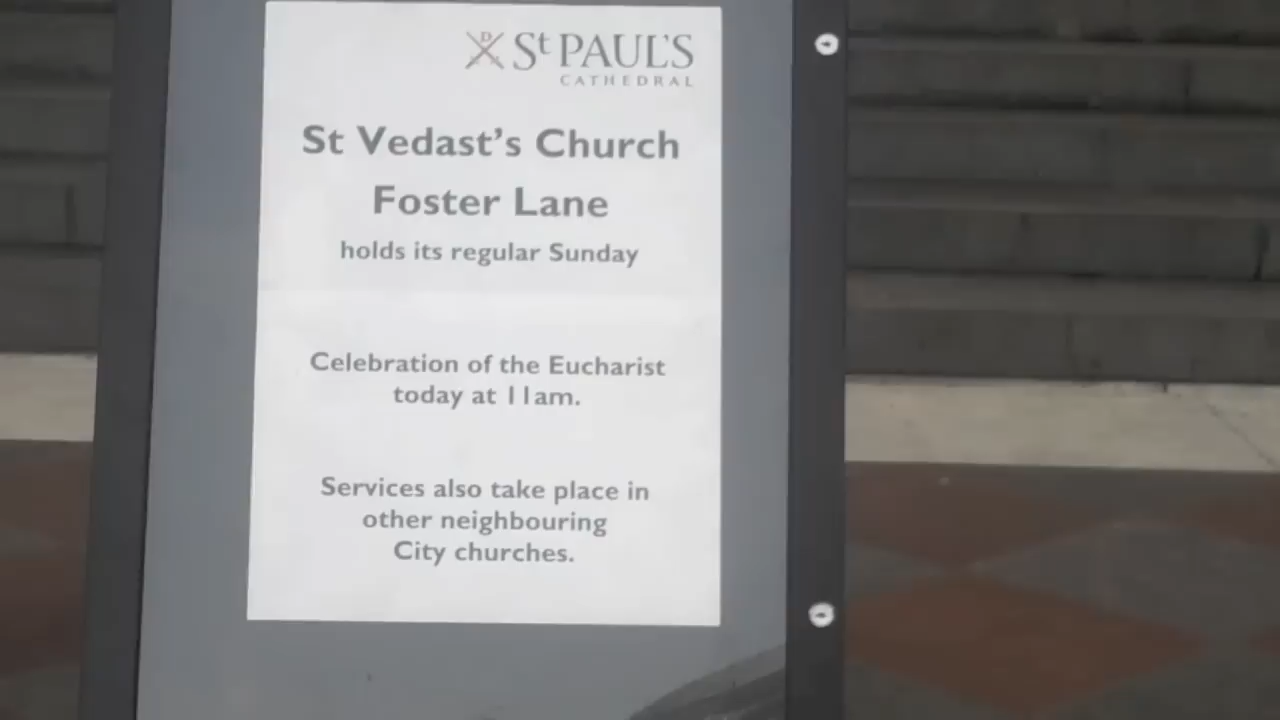 St PAUL'S
CATHEDRAL
St Vedast's Church
Foster Lane
holds its regular Sunday
Celebration of the Eucharist
today at 11am.
Services also take place in
other neighbouring
City churches.